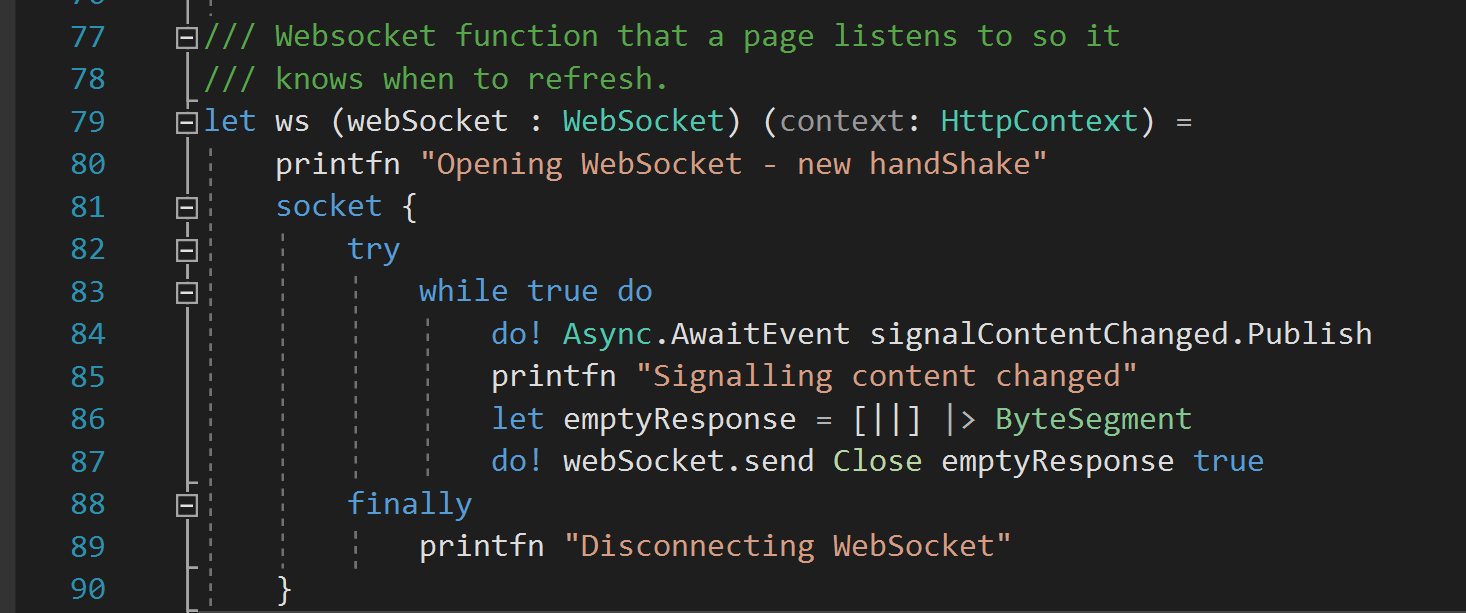 77 /// Websocket function that a page listens to so it
78 /// knows when to refresh.
79 let ws (webSocket : WebSocket) (context: HttpContext) =
80     printfn "Opening WebSocket - new handShake"
81     socket {
82         try
83             while true do
84                 do! Async.AwaitEvent signalContentChanged.Publish
85                 printfn "Signalling content changed"
86                 let emptyResponse = [||] |> ByteSegment
87                 do! webSocket.send Close emptyResponse true
88         finally
89             printfn "Disconnecting WebSocket"
90     }